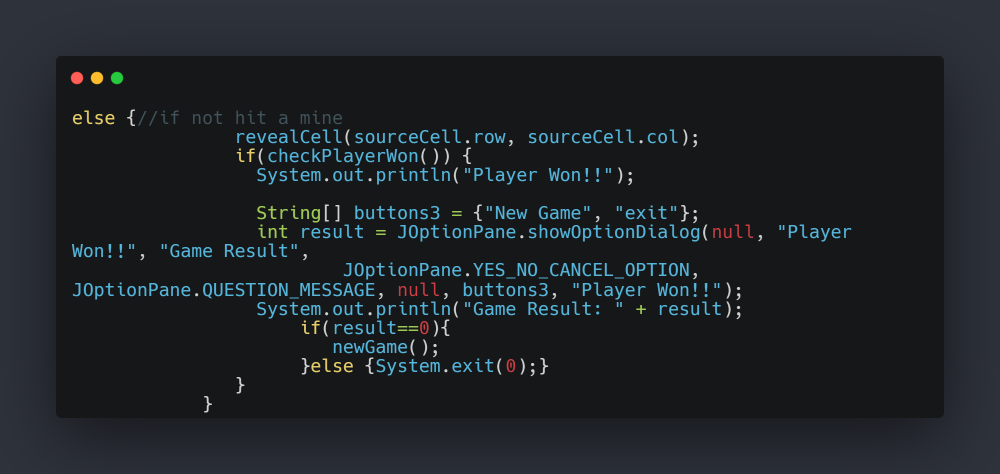 else {//if not hit a mine
revealCell(sourceCell.row, sourceCell.col);
if(checkPlayerWon()) {
System.out.println("Player Won!!");
String[] buttons3 = {"New Game", "exit"};
int result = JOptionPane.showOptionDialog(null, "Player
Won!!", "Game Result",
JOptionPane.YES_NO_CANCEL_OPTION,
JOptionPane.QUESTION_MESSAGE, null, buttons3, "Player Won!!");
System.out.println("Game Result: " + result);
if(result==0){
newGame();
}else {System.exit(0);}
}
}